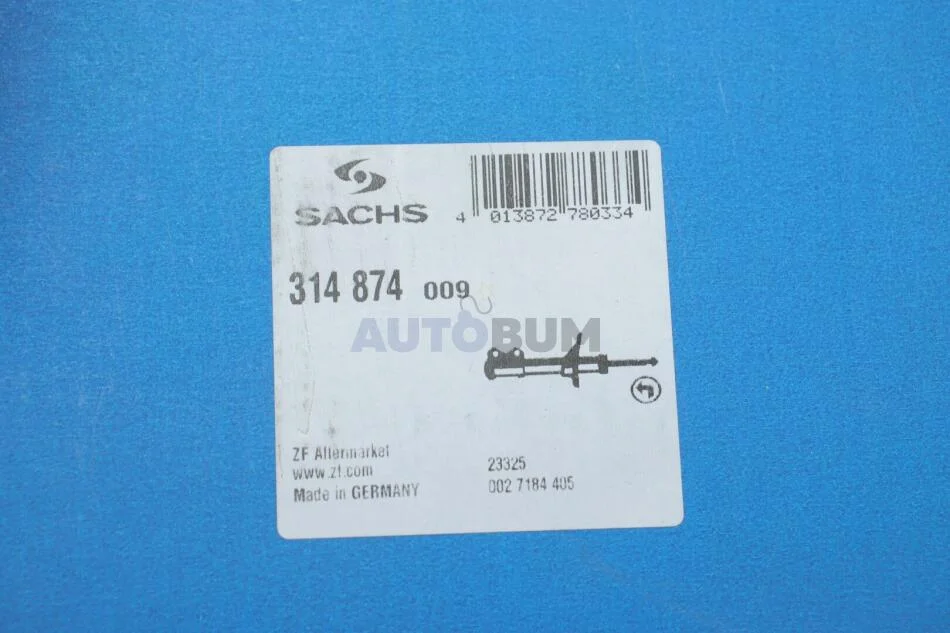 SACHS
4 013872 780334
314 874 009
AUTOBUM
ZF Aftermarket
www.zf.com
Made in GERMANY
23325
002 7184 405